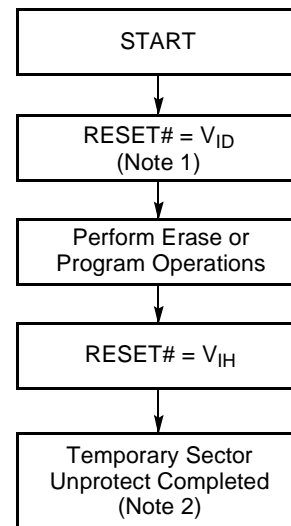 START
RESET# = VID
(Note 1)
Perform Erase or
Program Operations
RESET# = VIH
Temporary Sector
Unprotect Completed
(Note 2)